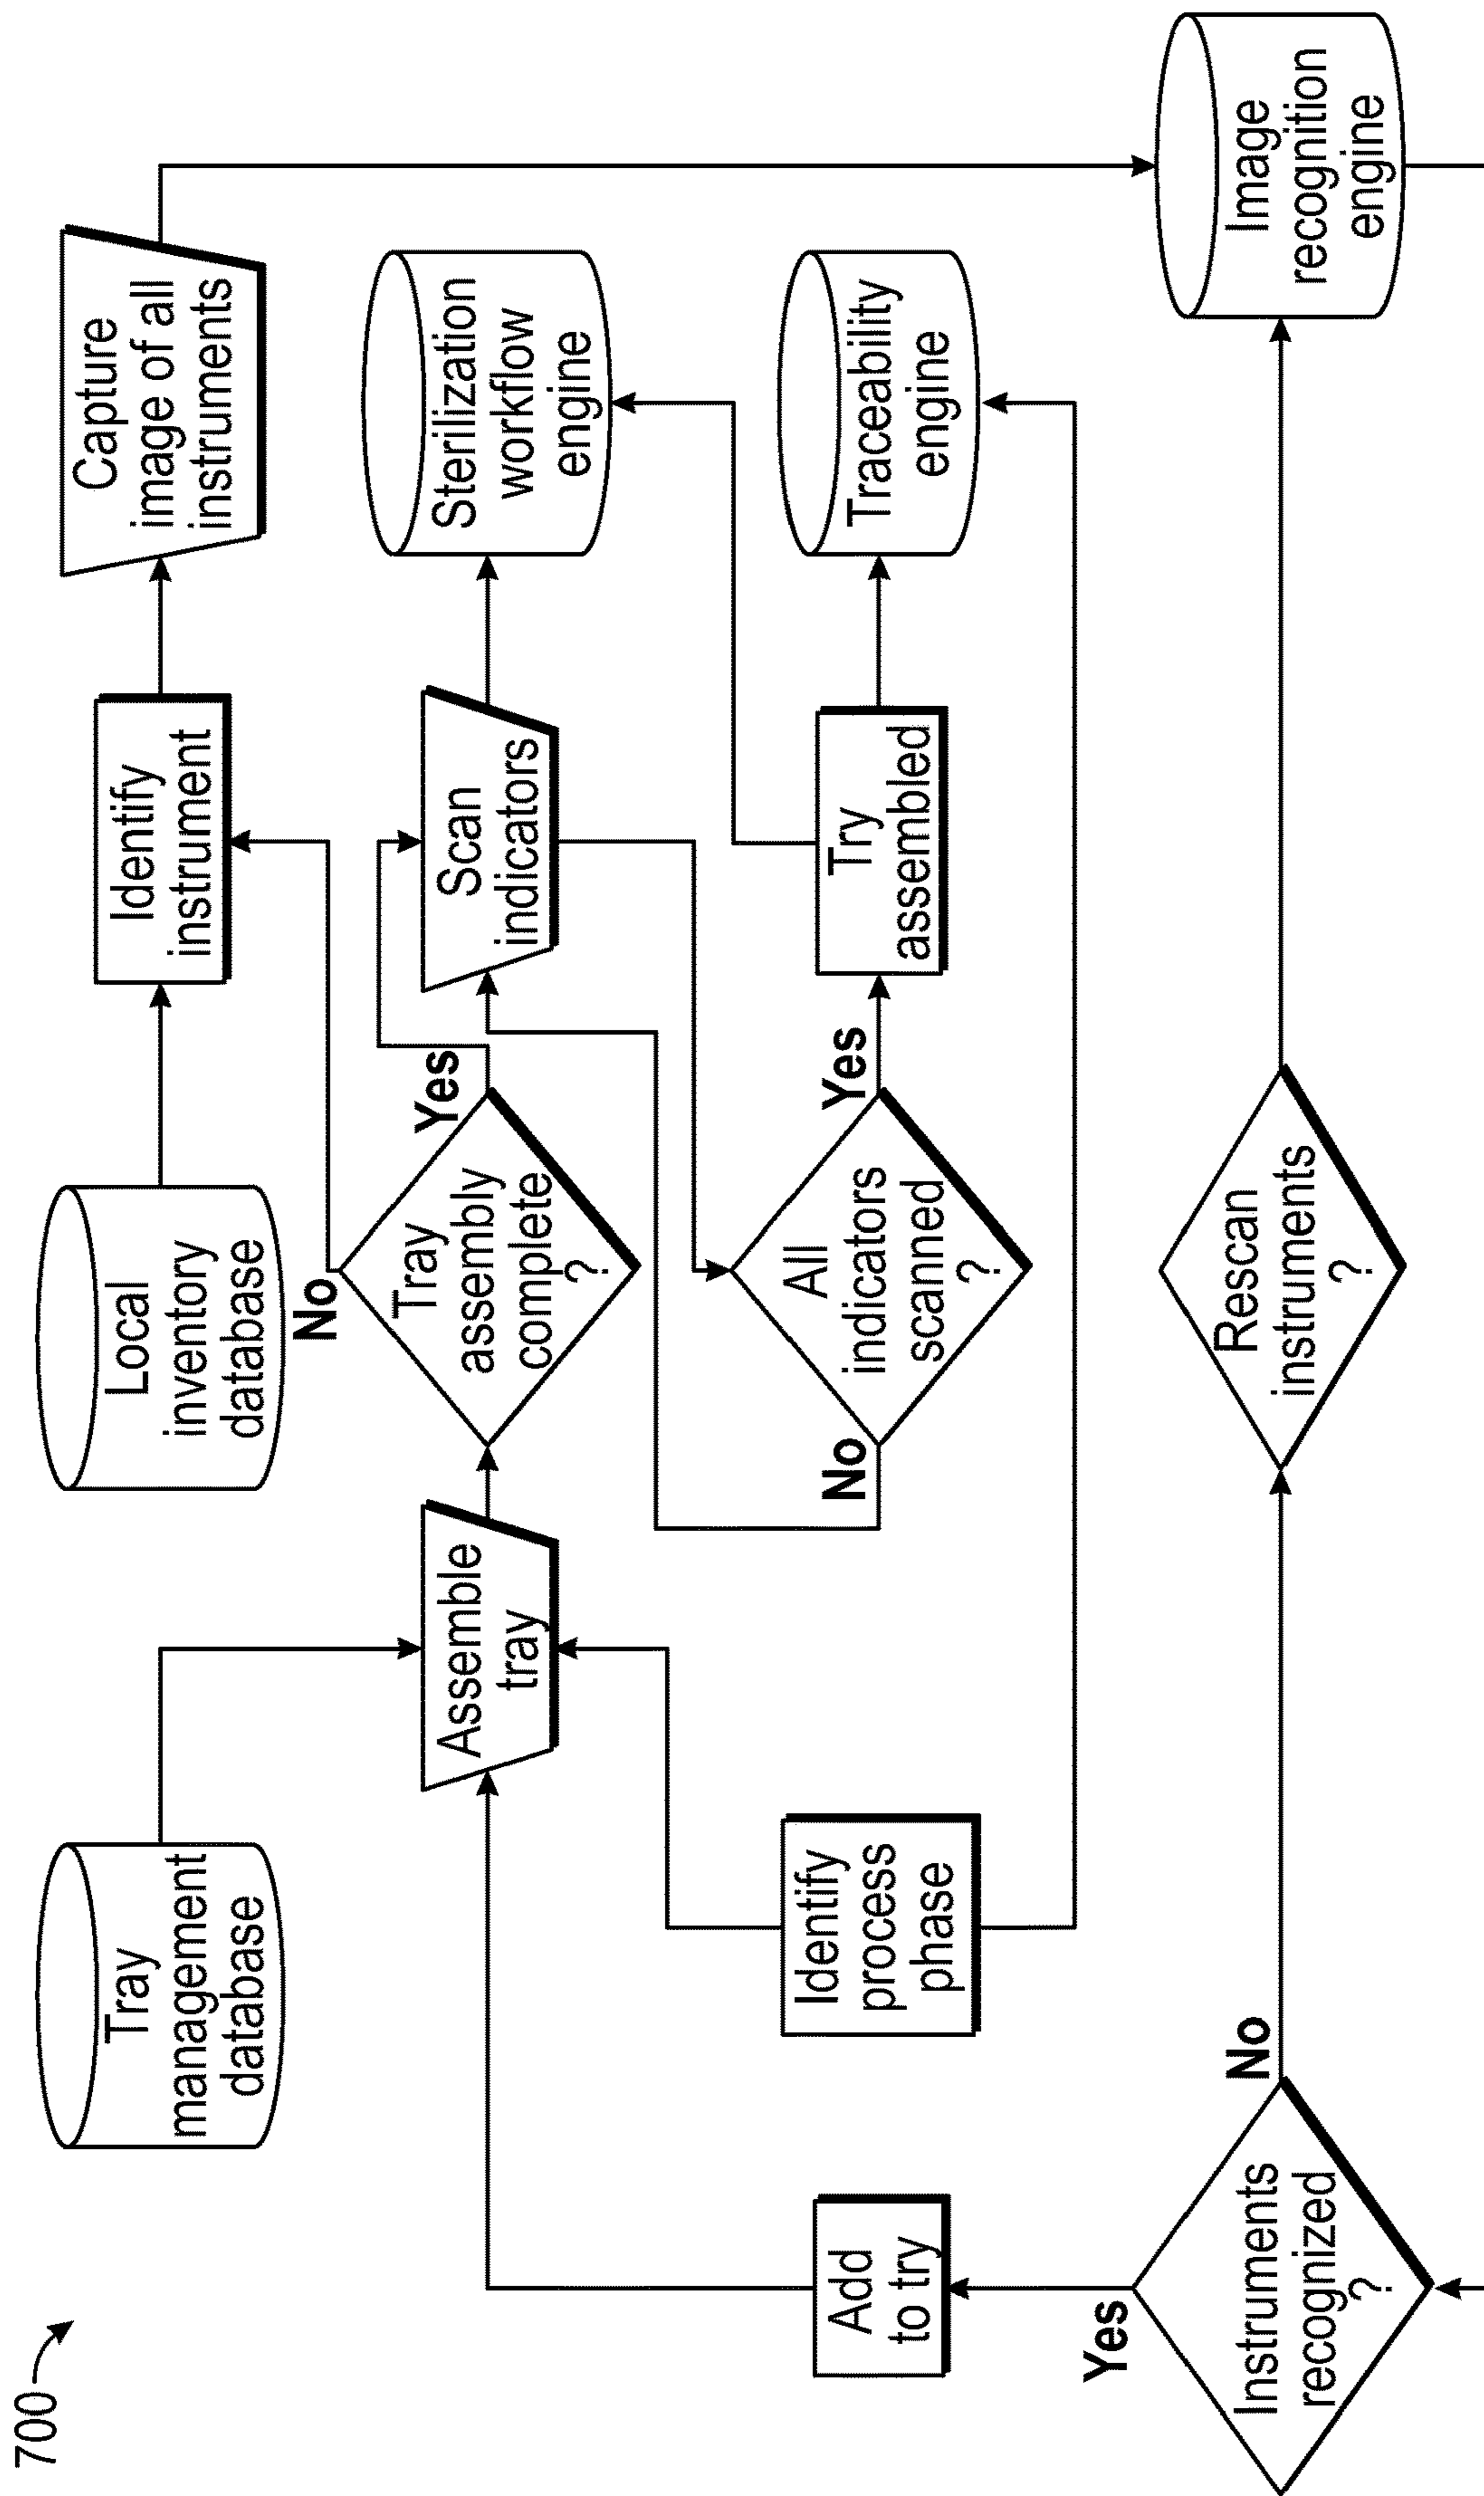 700
Tray
management
database
Local
inventory
database
Identify
instrument
Capture
image of all
instruments
No
Assemble
tray
Tray
assembly
complete
?
Yes
Scan
indicators
Sterilization
workflow
engine
Add
to try
Identify
process
phase
No
All
indicators
scanned
?
Yes
Try
assembled
Traceability
engine
Yes
Instruments
recognized
?
No
Rescan
instruments
?
Image
recognition
engine